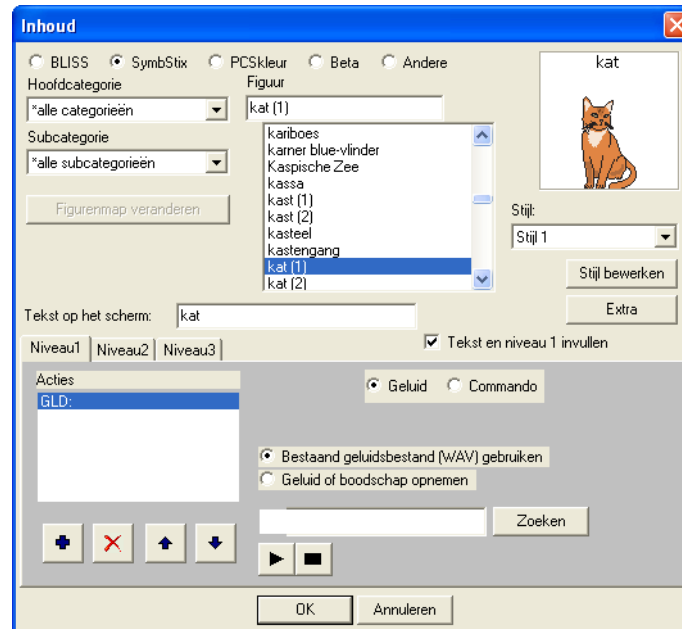 Inhoud
BLISS SymbStix PCSkleur Beta Andere
Hoofdcategorie
*alle categorieën
Subcategorie
*alle subcategorieën
Figurenmap veranderen
Figuur
kat (1)
kariboes
karner blue-vlinder
Kaspische Zee
kassa
kast (1)
kast (2)
kasteel
kastengang
kat (1)
kat (2)
kat
Stijl:
Stijl 1
Stijl bewerken
Extra
Tekst op het scherm: kat
Tekst en niveau 1 invullen
Niveau1 Niveau2 Niveau3
Acties
GLD:
Geluid Commando
Bestaand geluidsbestand (WAV) gebruiken
Geluid of boodschap opnemen
Zoeken
OK Annuleren